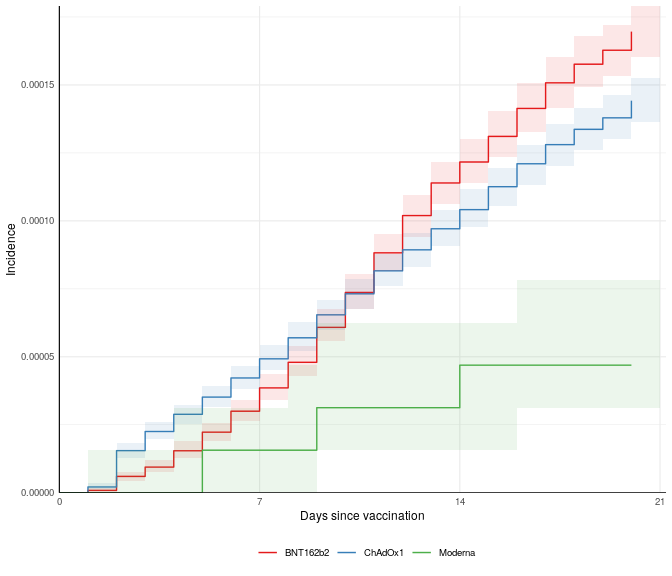 Incidence
0.00015
0.00010
0.00005
0.00000
0 7 14 21
Days since vaccination
BNT162b2 ChAdOx1 Moderna